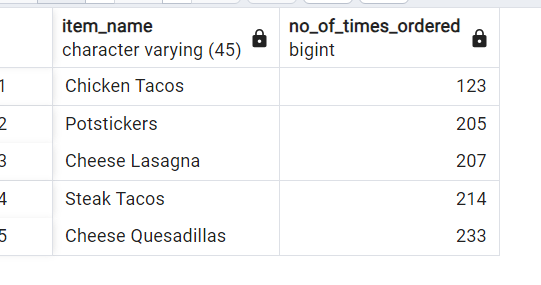 item_name no_of_times_ordered
character varying (45) bigint
1 Chicken Tacos 123
2 Potstickers 205
3 Cheese Lasagna 207
4 Steak Tacos 214
5 Cheese Quesadillas 233